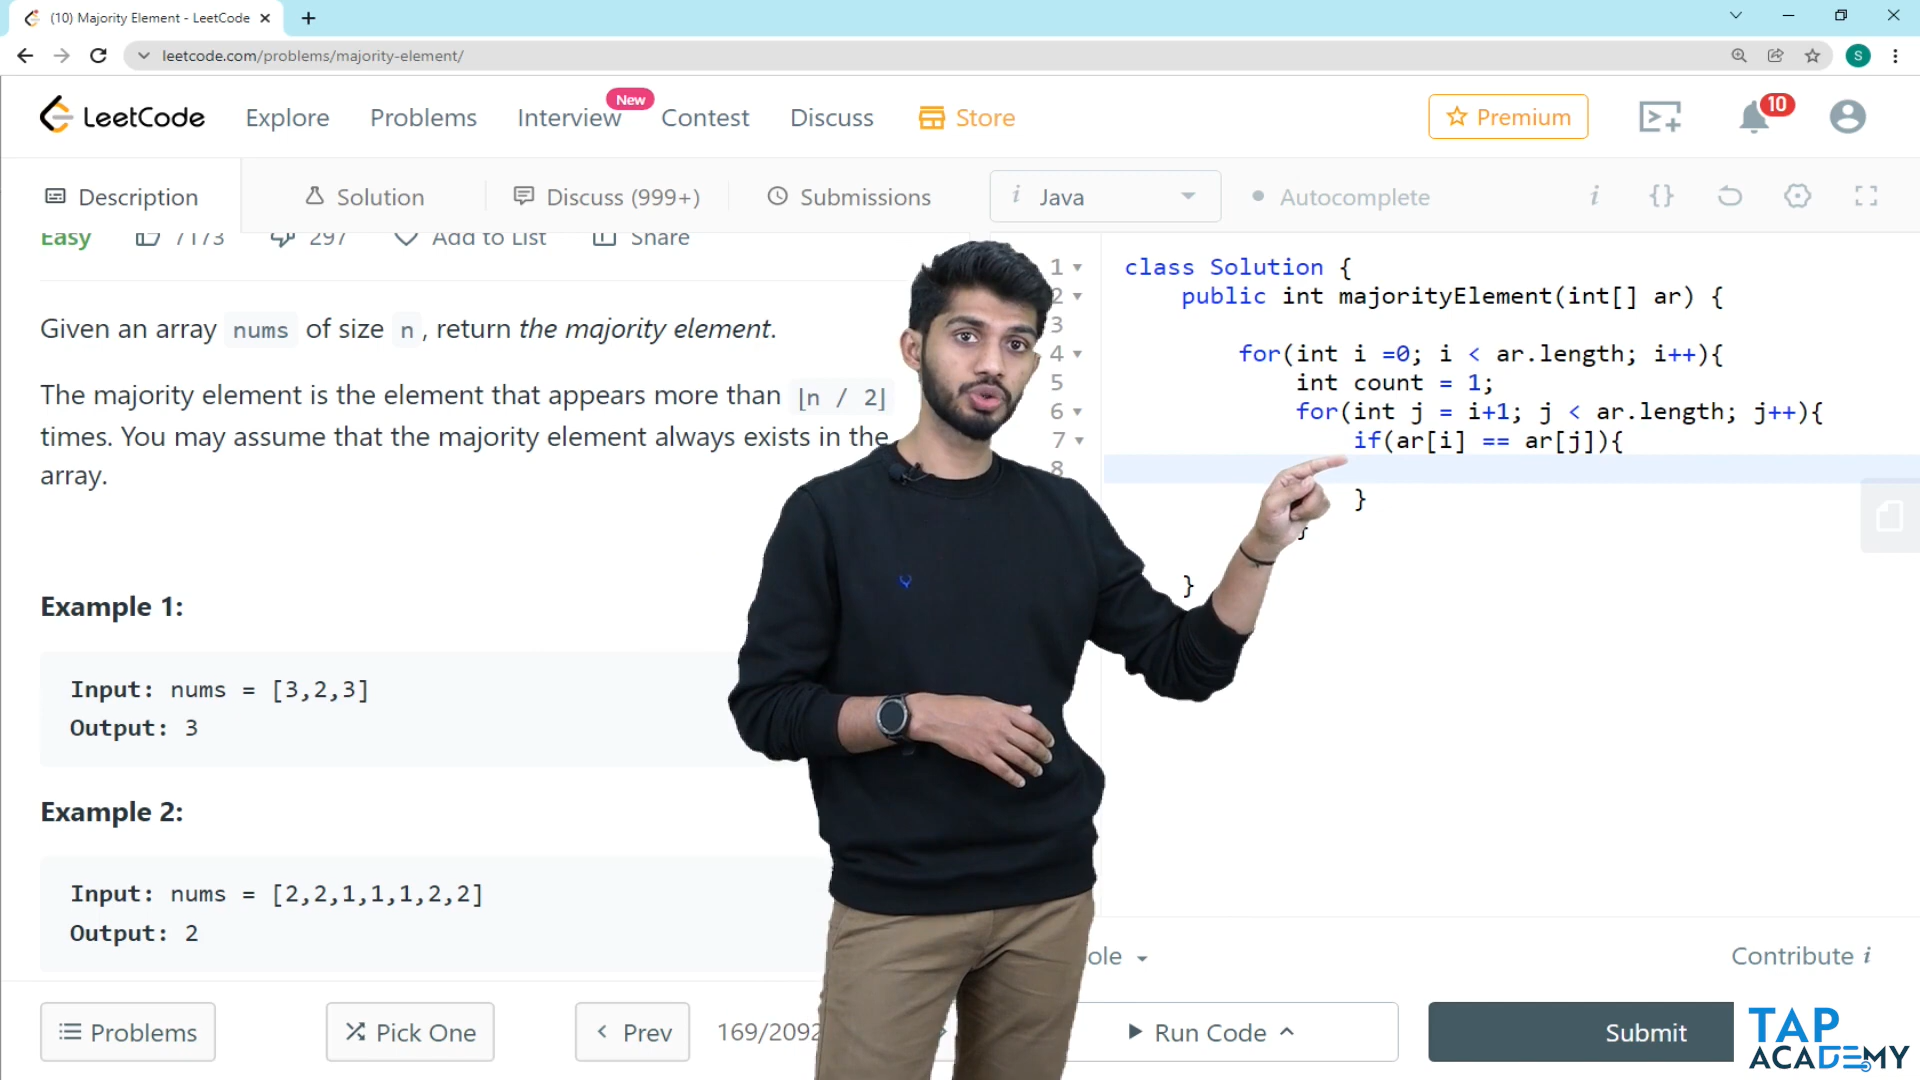 (10) Majority Element - LeetCode
leetcode.com/problems/majority-element/
S
LeetCode
Explore
Problems
Interview
New
Contest
Discuss
Store
Premium
10
Description
Solution
Discuss (999+)
Submissions
i Java
Autocomplete
i {}
Easy
7173
297
Add to List
Share
Given an array nums of size n, return the majority element.
The majority element is the element that appears more than ⌊n / 2⌋
times. You may assume that the majority element always exists in the
array.
Example 1:
Input: nums = [3,2,3]
Output: 3
Example 2:
Input: nums = [2,2,1,1,1,2,2]
Output: 2
1 class Solution {
2 public int majorityElement(int[] ar) {
3
4 for(int i =0; i < ar.length; i++){
5 int count = 1;
6 for(int j = i+1; j < ar.length; j++){
7 if(ar[i] == ar[j]){
8
}
}
}
Contribute i
Problems
Pick One
Prev
169/2092
Run Code
Submit
TAP
ACADEMY